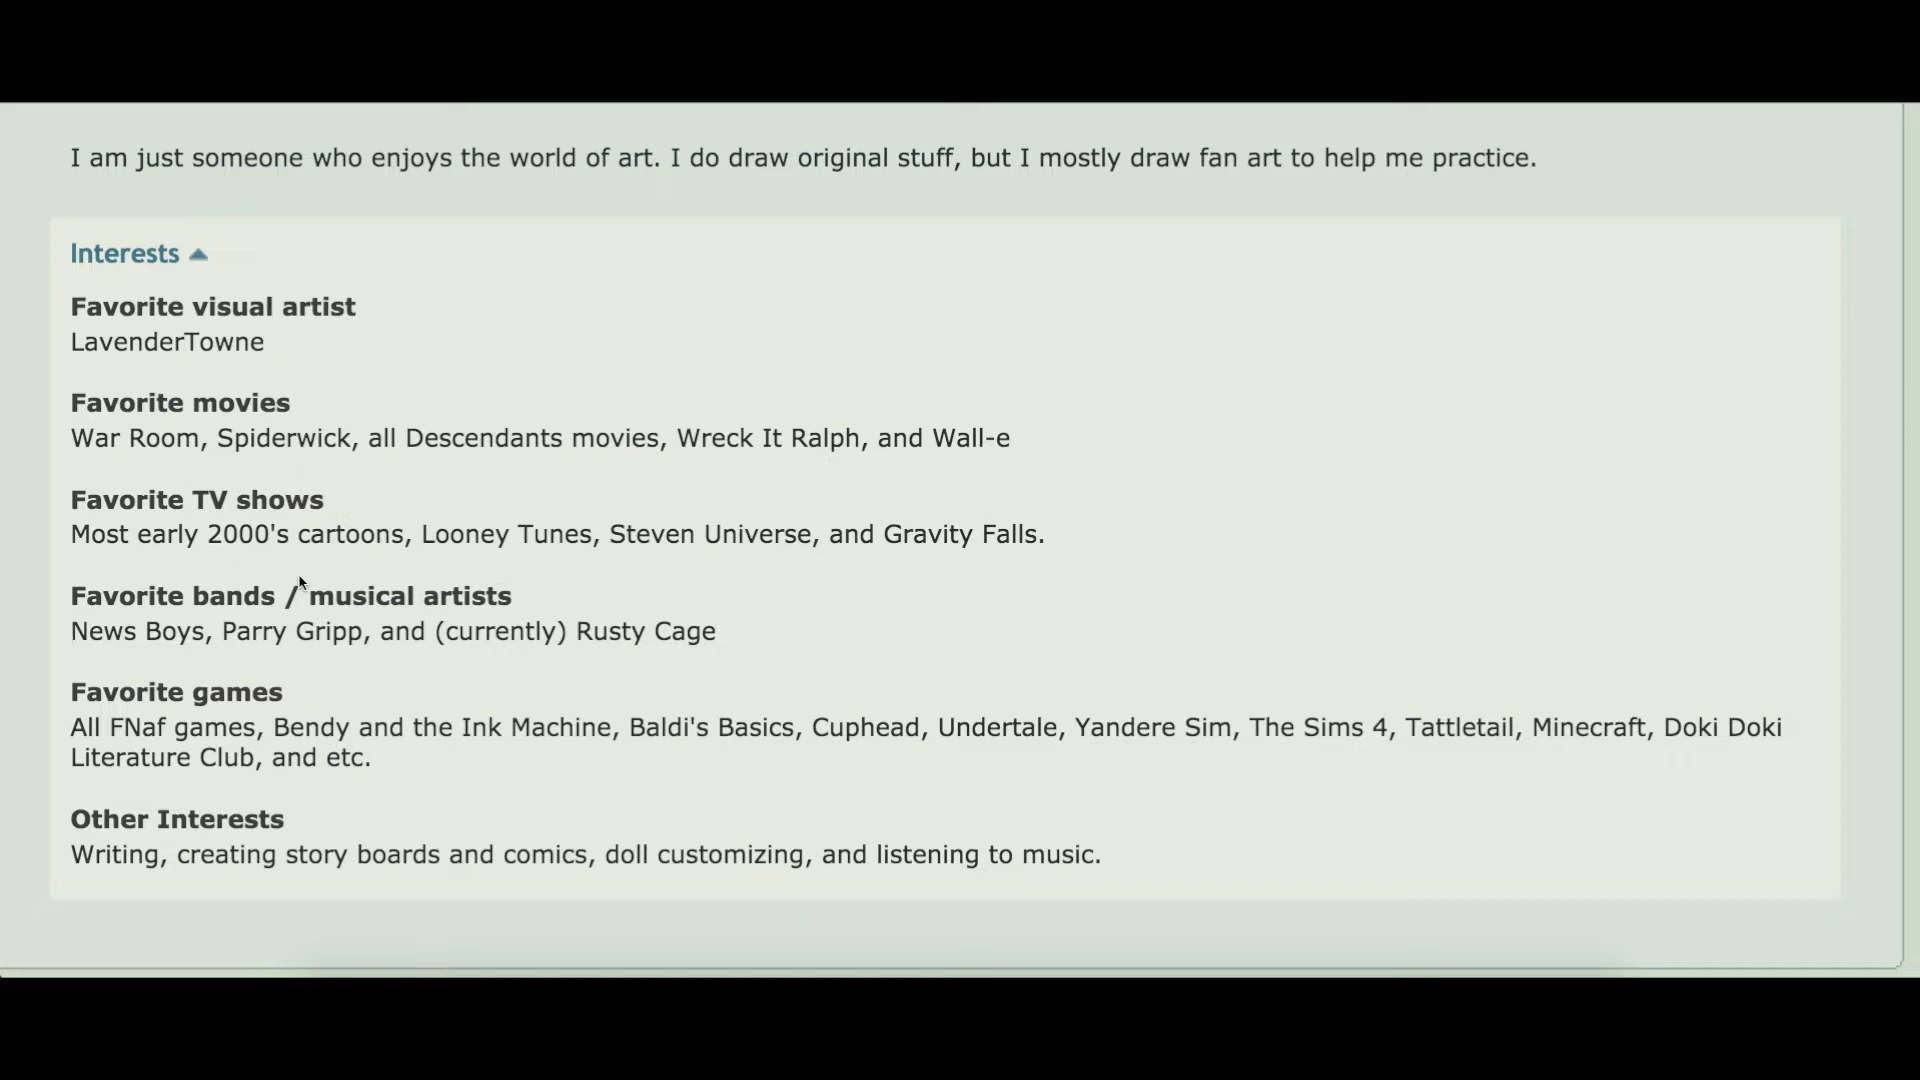 I am just someone who enjoys the world of art. I do draw original stuff, but I mostly draw fan art to help me practice.
Interests
Favorite visual artist
LavenderTowne
Favorite movies
War Room, Spiderwick, all Descendants movies, Wreck It Ralph, and Wall-e
Favorite TV shows
Most early 2000's cartoons, Looney Tunes, Steven Universe, and Gravity Falls.
Favorite bands / musical artists
News Boys, Parry Gripp, and (currently) Rusty Cage
Favorite games
All FNaf games, Bendy and the Ink Machine, Baldi's Basics, Cuphead, Undertale, Yandere Sim, The Sims 4, Tattletail, Minecraft, Doki Doki
Literature Club, and etc.
Other Interests
Writing, creating story boards and comics, doll customizing, and listening to music.